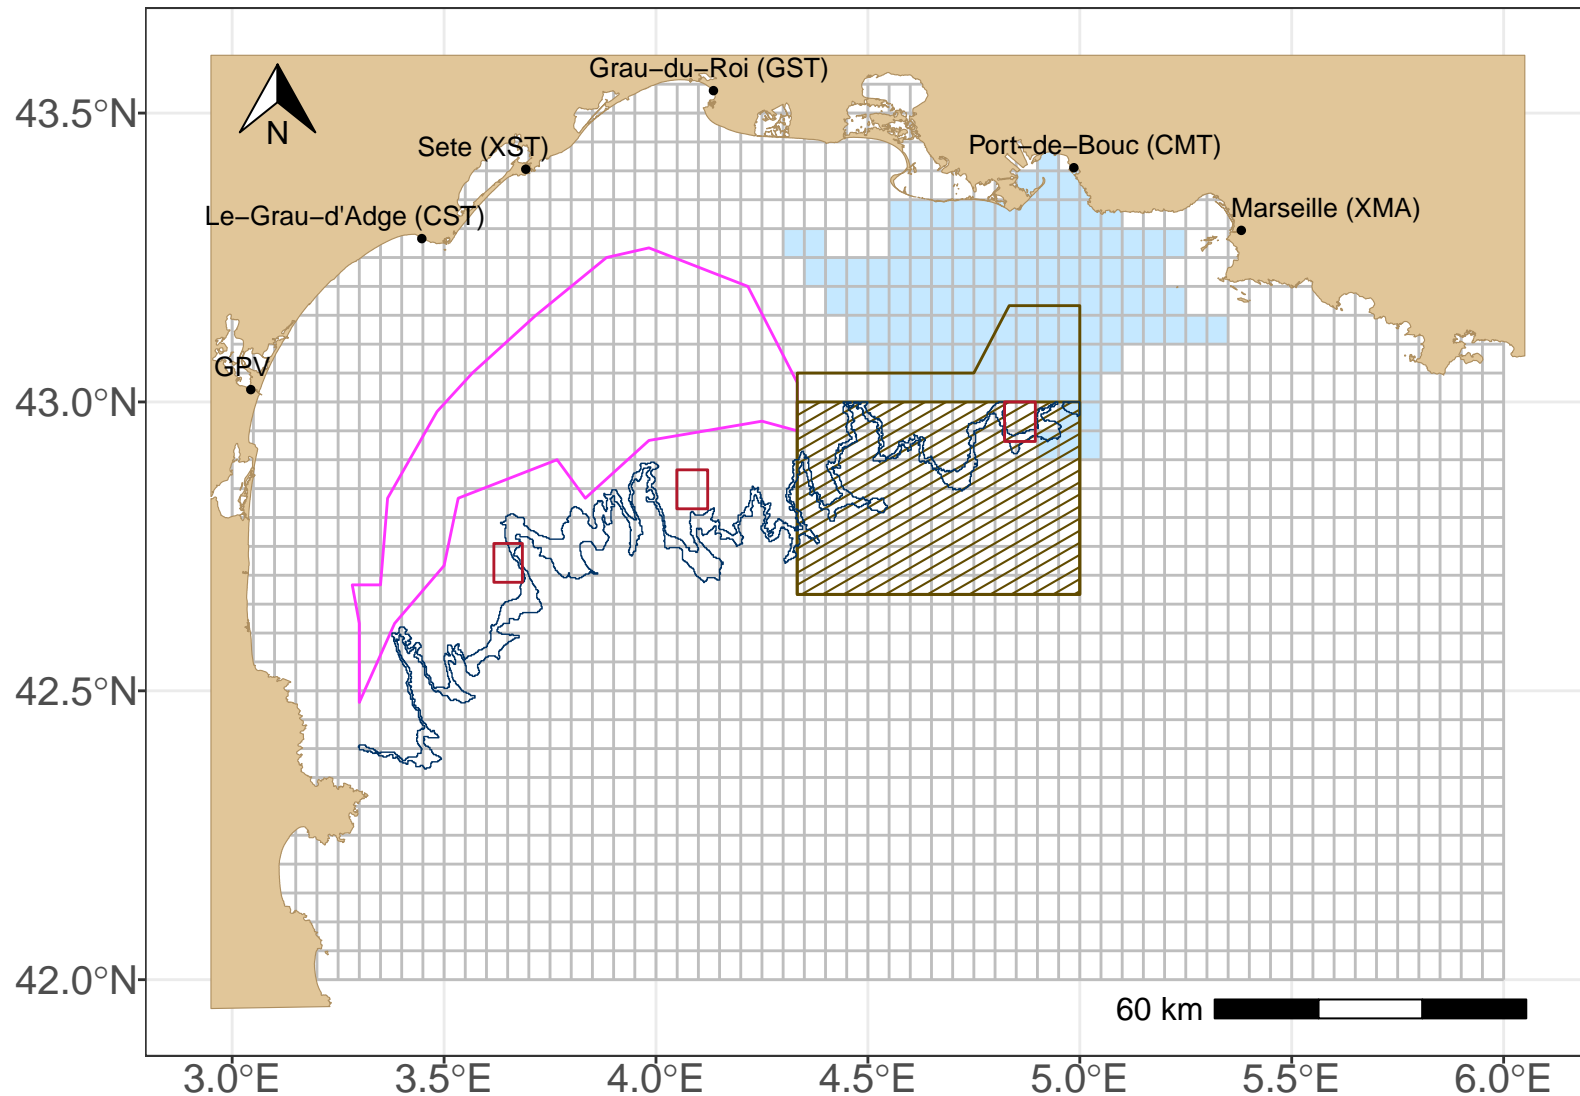 Grau−du−Roi (GST)
43.5°N
N
Sete (XST)
Port−de−Bouc (CMT)
Le−Grau−d'Adge (CST)
Marseille (XMA)
GPV
43.0°N
42.5°N
42.0°N
60 km
3.0°E 3.5°E 4.0°E 4.5°E 5.0°E 5.5°E 6.0°E